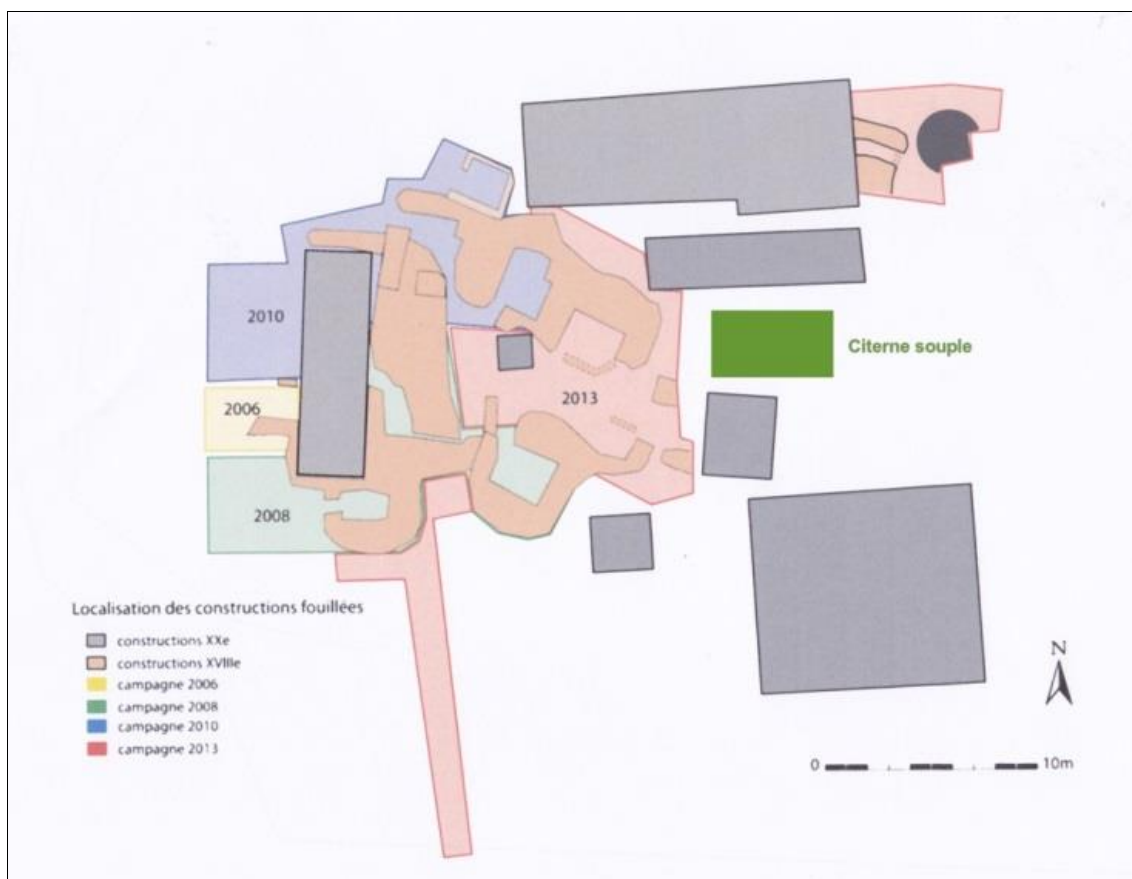 2010
Citerne souple
2006
2013
2008
Localisation des constructions fouillées
constructions XXe
constructions XVIIIe
campagne 2006
campagne 2008
campagne 2010
campagne 2013
N
0 10m